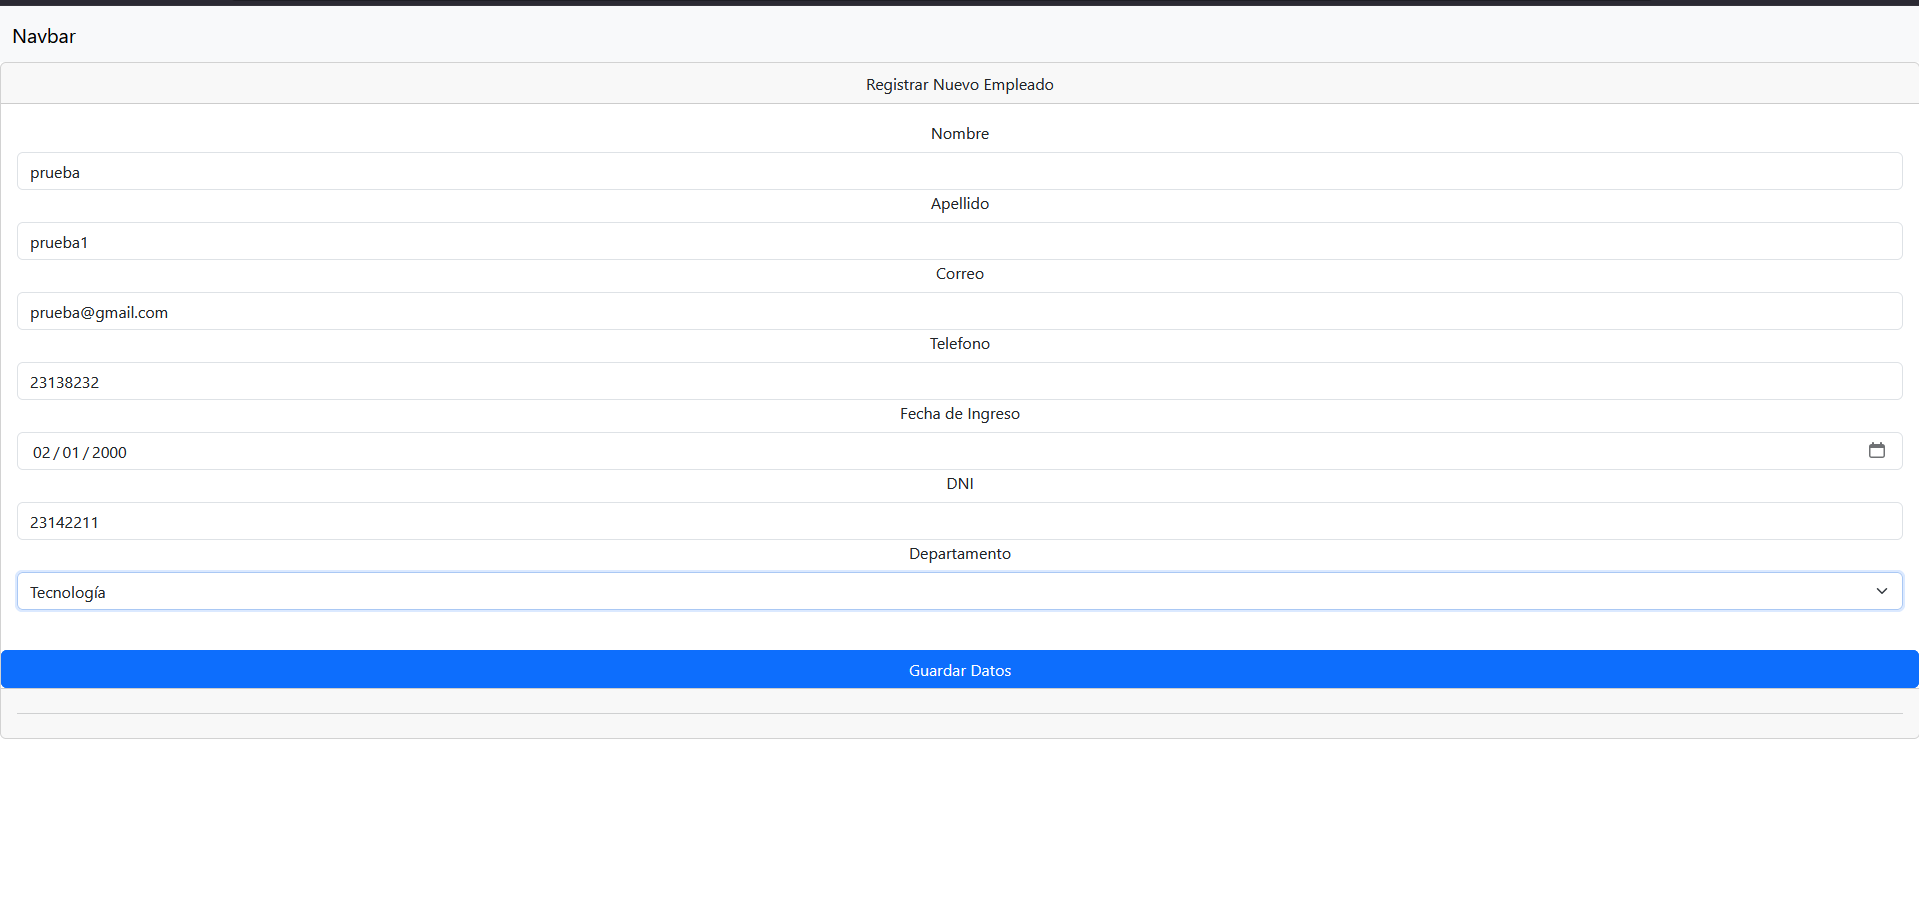 Navbar
Registrar Nuevo Empleado
Nombre
prueba
Apellido
prueba1
Correo
prueba@gmail.com
Telefono
23138232
Fecha de Ingreso
02/01/2000
DNI
23142211
Departamento
Tecnología
Guardar Datos